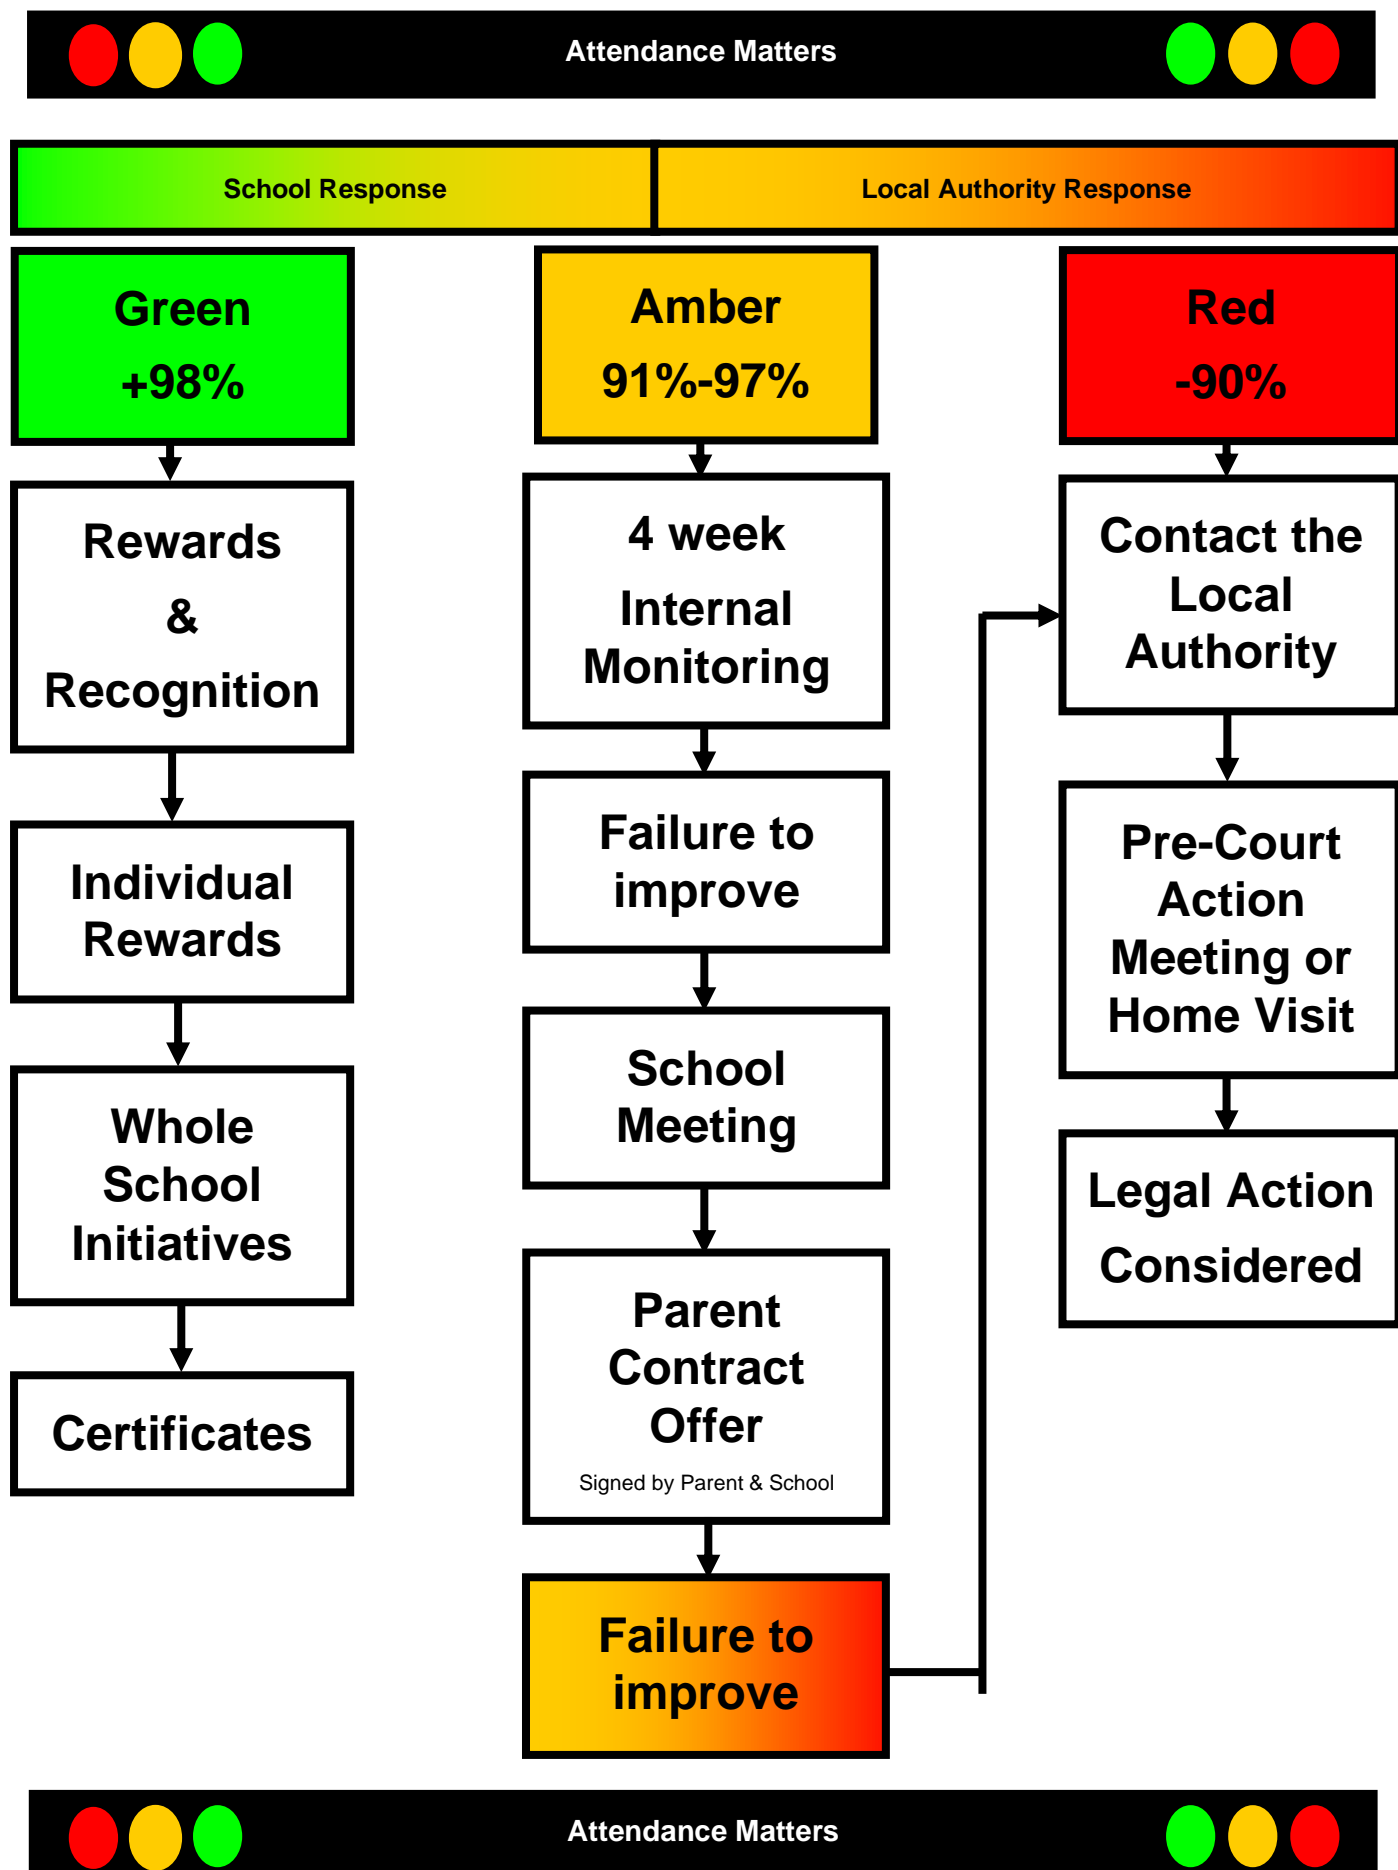 Attendance Matters
School Response
Local Authority Response
Green
+98%
Rewards
&
Recognition
Individual
Rewards
Whole
School
Initiatives
Certificates
Amber
91%-97%
4 week
Internal
Monitoring
Failure to
improve
School
Meeting
Parent
Contract
Offer
Signed by Parent & School
Failure to
improve
Red
-90%
Contact the
Local
Authority
Pre-Court
Action
Meeting or
Home Visit
Legal Action
Considered
Attendance Matters